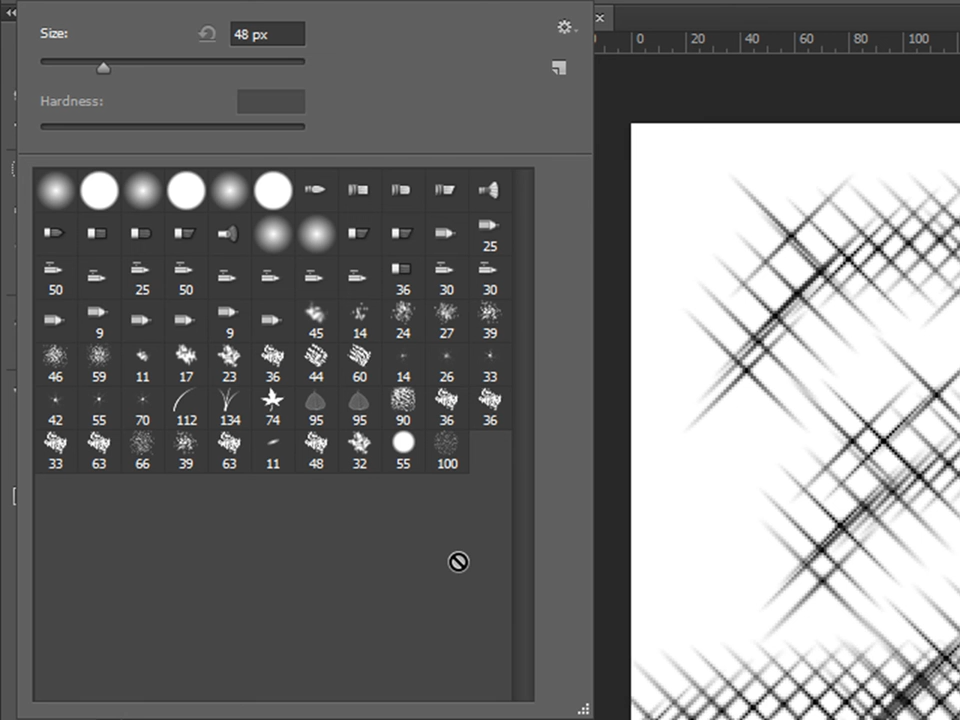 Size: 48 px
0 20 40 60 80 100
Hardness:
25
50 25 50 36 30 30
9 9 45 14 24 27 39
46 59 11 17 23 36 44 60 14 26 33
42 55 70 112 134 74 95 95 90 36 36
33 63 66 39 63 11 48 32 55 100